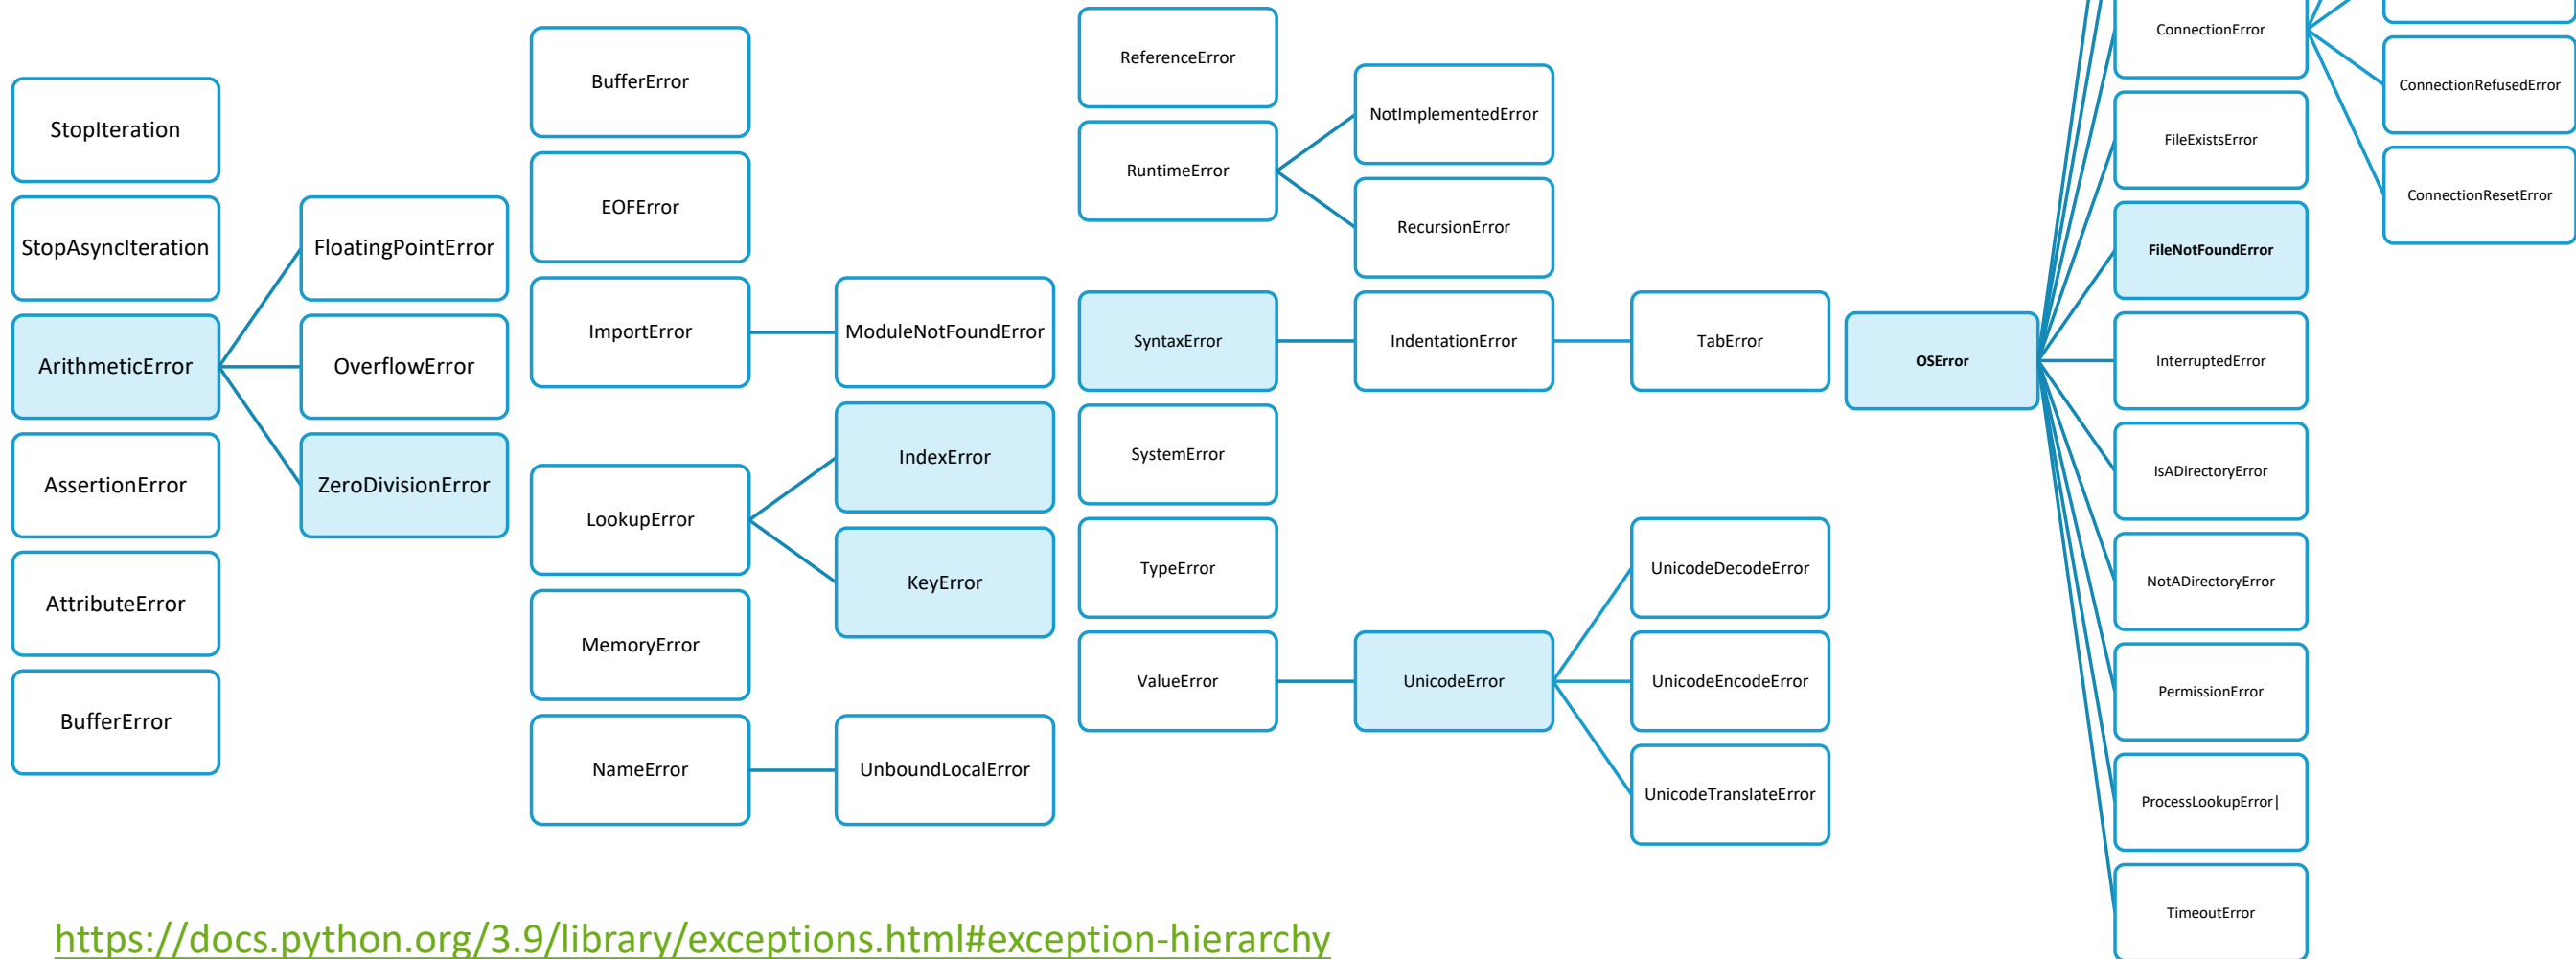 StopIteration
StopAsyncIteration
ArithmeticError
AssertionError
AttributeError
BufferError
FloatingPointError
OverflowError
ZeroDivisionError
BufferError
EOFError
ImportError
LookupError
MemoryError
NameError
ModuleNotFoundError
IndexError
KeyError
UnboundLocalError
ReferenceError
RuntimeError
SyntaxError
SystemError
TypeError
ValueError
NotImplementedError
RecursionError
IndentationError
UnicodeError
TabError
UnicodeDecodeError
UnicodeEncodeError
UnicodeTranslateError
OSError
ConnectionError
FileExistsError
FileNotFoundError
InterruptedError
IsADirectoryError
NotADirectoryError
PermissionError
ProcessLookupError|
TimeoutError
ConnectionRefusedError
ConnectionResetError
https://docs.python.org/3.9/library/exceptions.html#exception-hierarchy